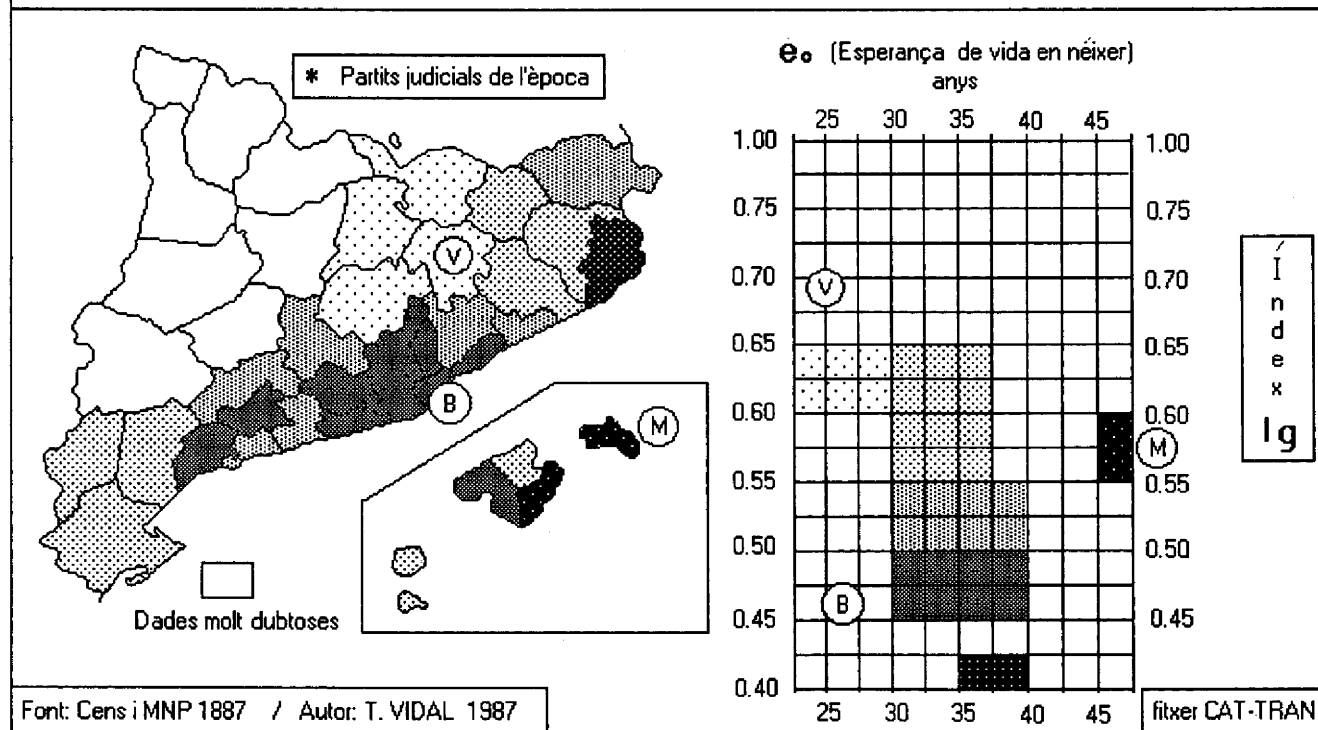 * Partits judicials de l'època
V
B
M
Dades molt dubtoses
Font: Cens i MNP 1887 / Autor: T. VIDAL 1987
e₀ (Esperança de vida en néixer)
anys
25 30 35 40 45
1.00 1.00
0.75 0.75
0.70 V 0.70
0.65 0.65
0.60 0.60
M
0.55 0.55
0.50 0.50
B
0.45 0.45
0.40
25 30 35 40 45
Índex
Ig
fitxer CAT-TRAN